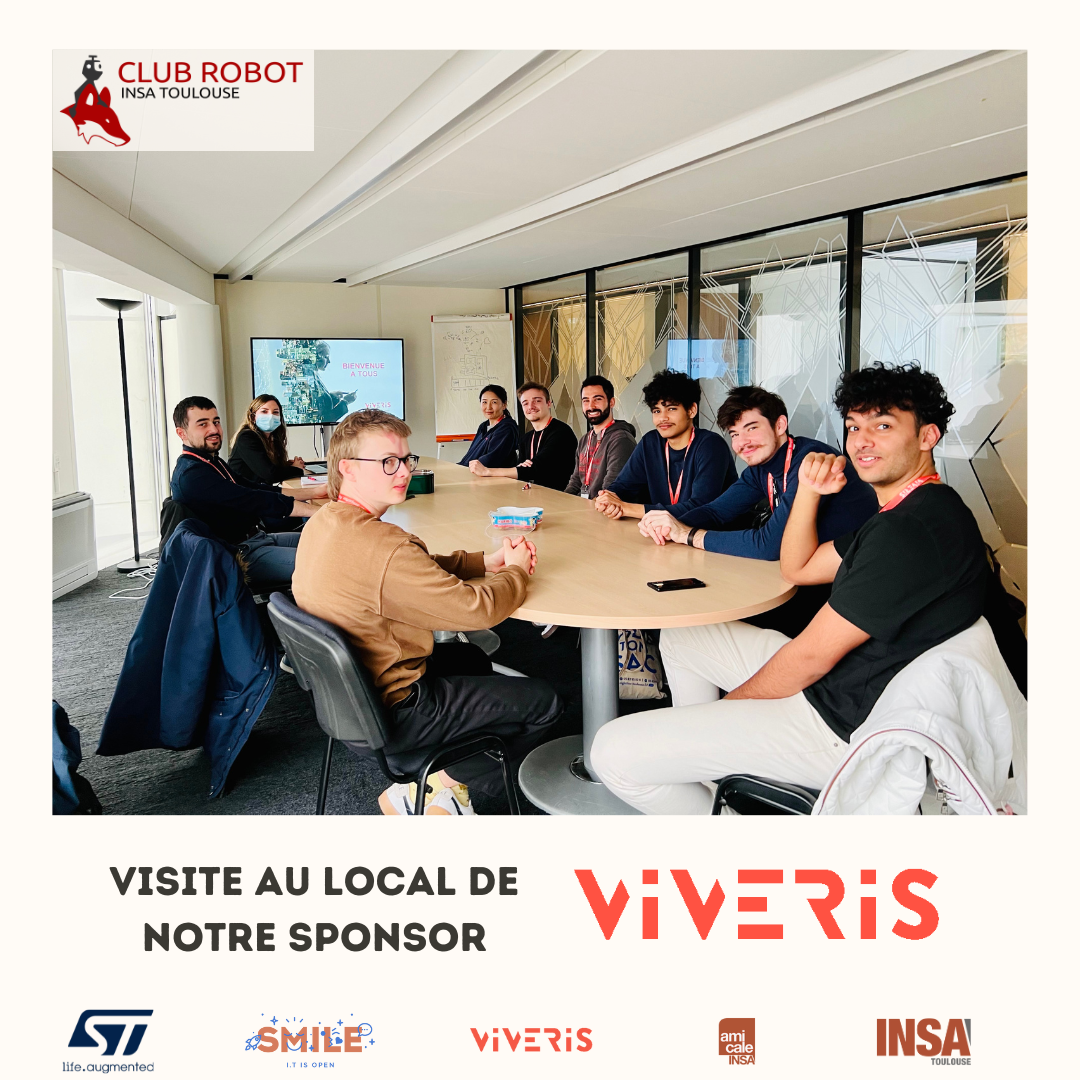 CLUB ROBOT
INSA TOULOUSE
BIENVENUE
A TOUS
VISITE AU LOCAL DE
NOTRE SPONSOR
ViVERiS
ST
life.augmented
SMILE
I.T IS OPEN
ViVERiS
ami
cale
INSA
INSA
TOULOUSE